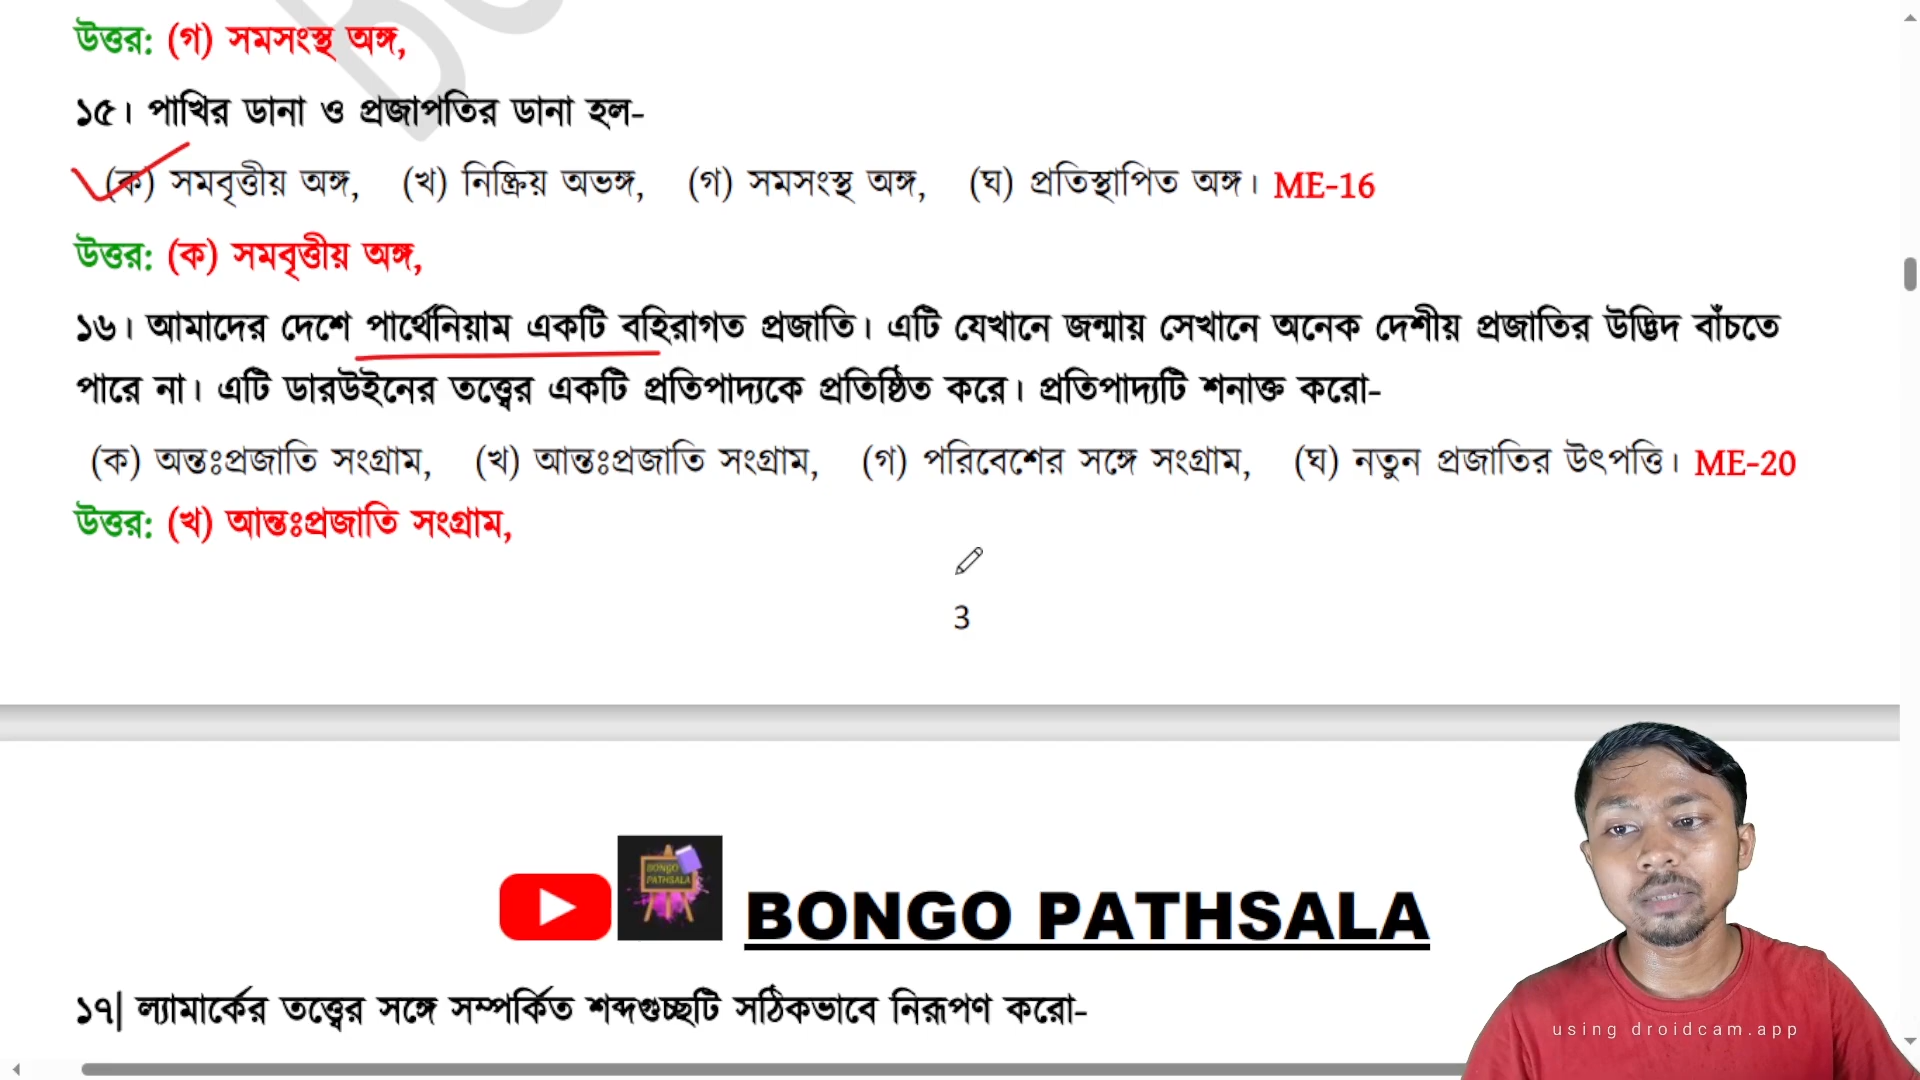 উত্তর: (গ) সমসংস্থ অঙ্গ,
১৫। পাখির ডানা ও প্রজাপতির ডানা হল-
(ক) সমবৃত্তীয় অঙ্গ, (খ) নিষ্ক্রিয় অভঙ্গ, (গ) সমসংস্থ অঙ্গ, (ঘ) প্রতিস্থাপিত অঙ্গ। ME-16
উত্তর: (ক) সমবৃত্তীয় অঙ্গ,
১৬। আমাদের দেশে পার্থেনিয়াম একটি বহিরাগত প্রজাতি। এটি যেখানে জন্মায় সেখানে অনেক দেশীয় প্রজাতির উদ্ভিদ বাঁচতে
পারে না। এটি ডারউইনের তত্ত্বের একটি প্রতিপাদ্যকে প্রতিষ্ঠিত করে। প্রতিপাদ্যটি শনাক্ত করো-
(ক) অন্তঃপ্রজাতি সংগ্রাম, (খ) আন্তঃপ্রজাতি সংগ্রাম, (গ) পরিবেশের সঙ্গে সংগ্রাম, (ঘ) নতুন প্রজাতির উৎপত্তি। ME-20
উত্তর: (খ) আন্তঃপ্রজাতি সংগ্রাম,
3
BONGO
PATHSALA
BONGO PATHSALA
১৭| ল্যামার্কের তত্ত্বের সঙ্গে সম্পর্কিত শব্দগুচ্ছটি সঠিকভাবে নিরূপণ করো-
using droidcam.app